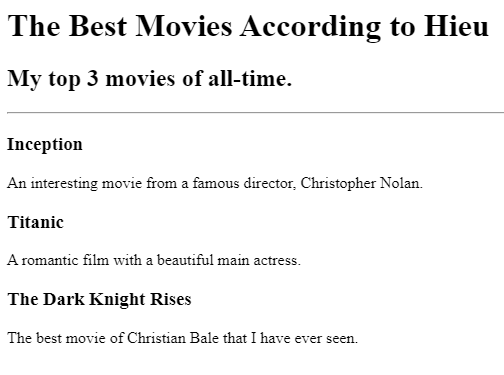 The Best Movies According to Hieu
My top 3 movies of all-time.
Inception
An interesting movie from a famous director, Christopher Nolan.
Titanic
A romantic film with a beautiful main actress.
The Dark Knight Rises
The best movie of Christian Bale that I have ever seen.